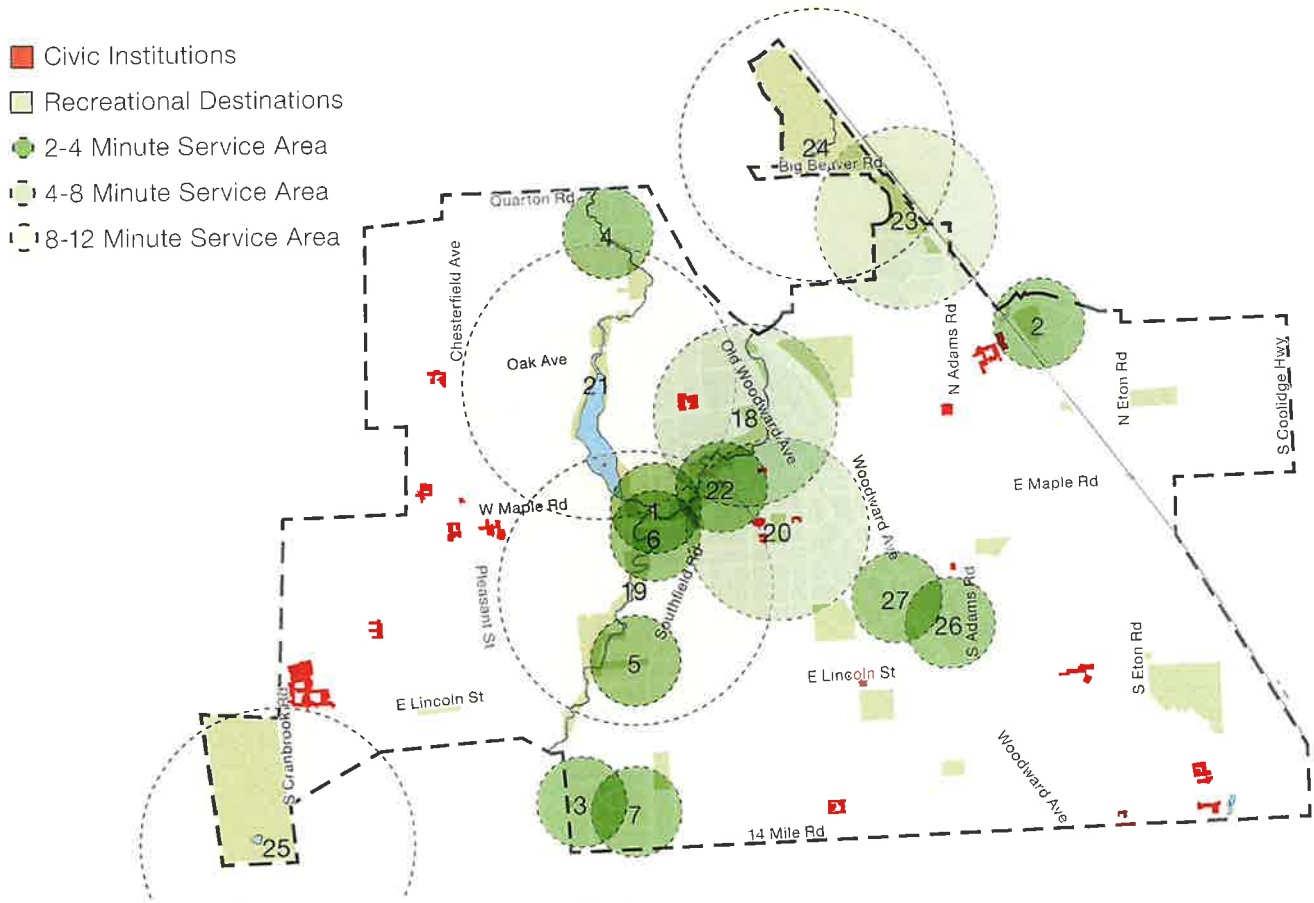 Civic Institutions
Recreational Destinations
2-4 Minute Service Area
4-8 Minute Service Area
8-12 Minute Service Area
24
Big Beaver Rd
Quarton Rd
23
4
Chesterfield Ave
N Adams Rd
2
N Eton Rd
S Coolidge Hwy
Oak Ave
21
Old Woodward Ave
18
W Maple Rd
1
22
Woodward Ave
E Maple Rd
6
20
Pleasant St
19
Southfield Rd
27
26
S Adams Rd
5
E Lincoln St
S Eton Rd
E Lincoln St
S Cranbrook Rd
Woodward Ave
3
7
14 Mile Rd
25